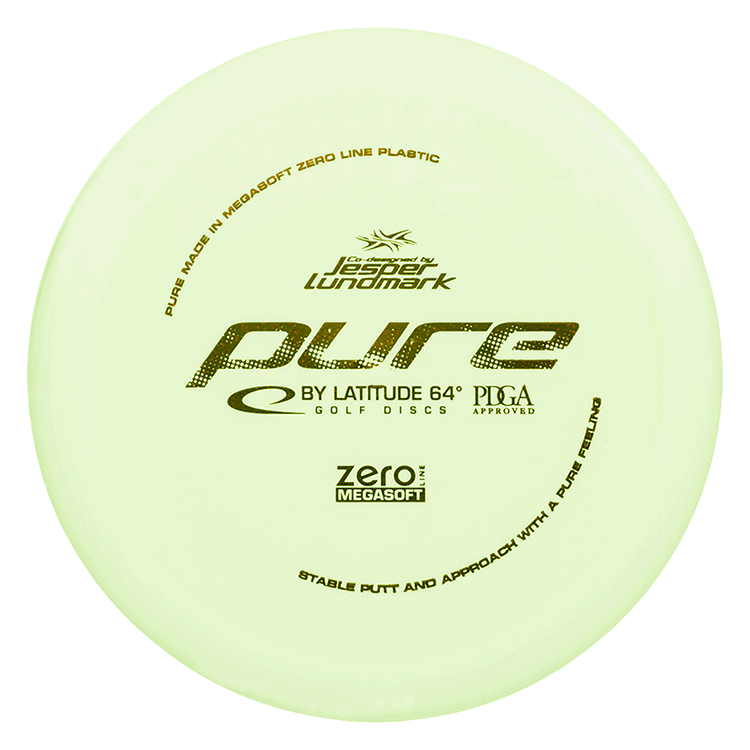 PURE MADE IN MEGASOFT ZERO LINE PLASTIC
Co-designed by
Jesper
Lundmark
pure
BY LATITUDE 64°
GOLF DISCS
PDGA
APPROVED
zero
LINE
MEGASOFT
STABLE PUTT AND APPROACH WITH A PURE FEELING